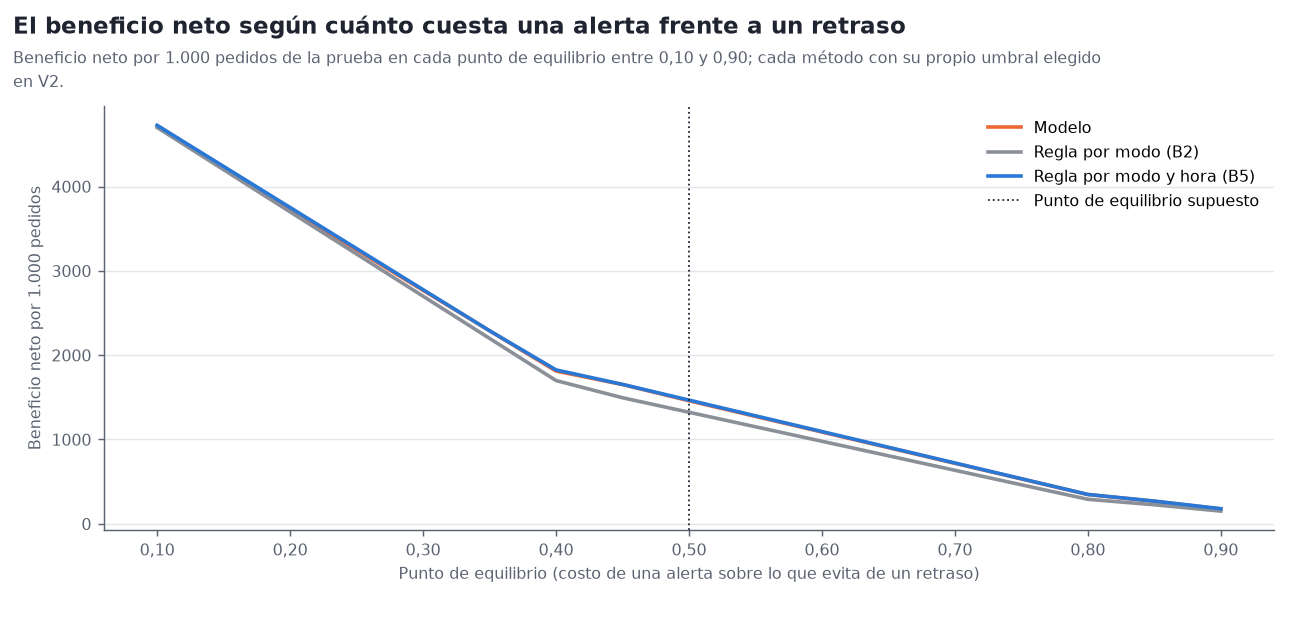 El beneficio neto según cuánto cuesta una alerta frente a un retraso
Beneficio neto por 1.000 pedidos de la prueba en cada punto de equilibrio entre 0,10 y 0,90; cada método con su propio umbral elegido
en V2.
Modelo
Regla por modo (B2)
Regla por modo y hora (B5)
Punto de equilibrio supuesto
Beneficio neto por 1.000 pedidos
4000
3000
2000
1000
0
0,10 0,20 0,30 0,40 0,50 0,60 0,70 0,80 0,90
Punto de equilibrio (costo de una alerta sobre lo que evita de un retraso)